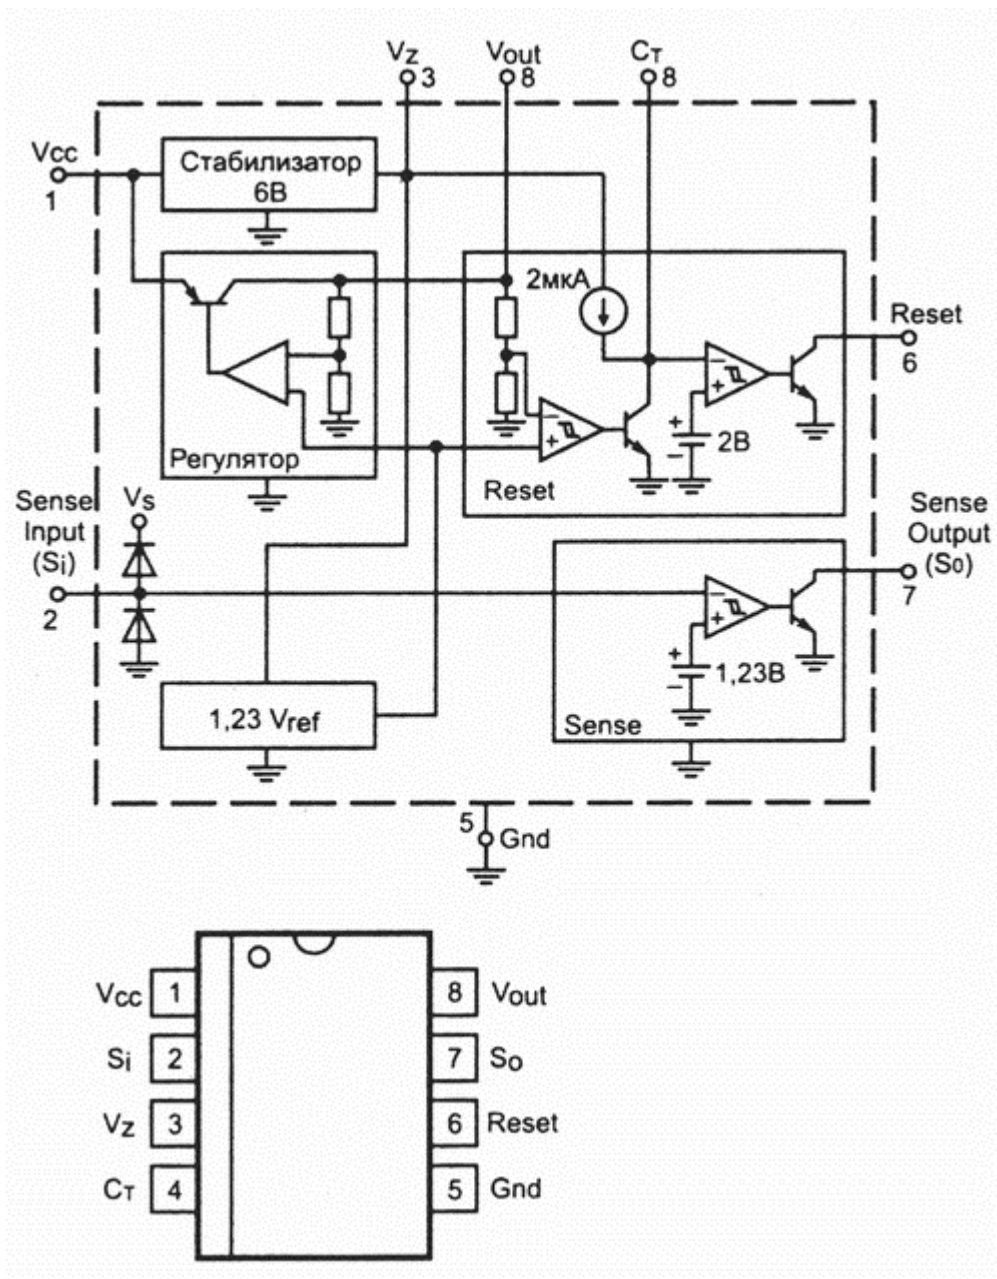 Vz
3
Vout
8
CT
8
Vcc
1
Стабилизатор
6В
2мкА
Reset
6
2В
Регулятор
Reset
Sense
Input
(Si)
2
Vs
Sense
Output
(So)
7
1,23В
Sense
1,23 Vref
5
Gnd
Vcc 1
8 Vout
Si 2
7 So
Vz 3
6 Reset
CT 4
5 Gnd